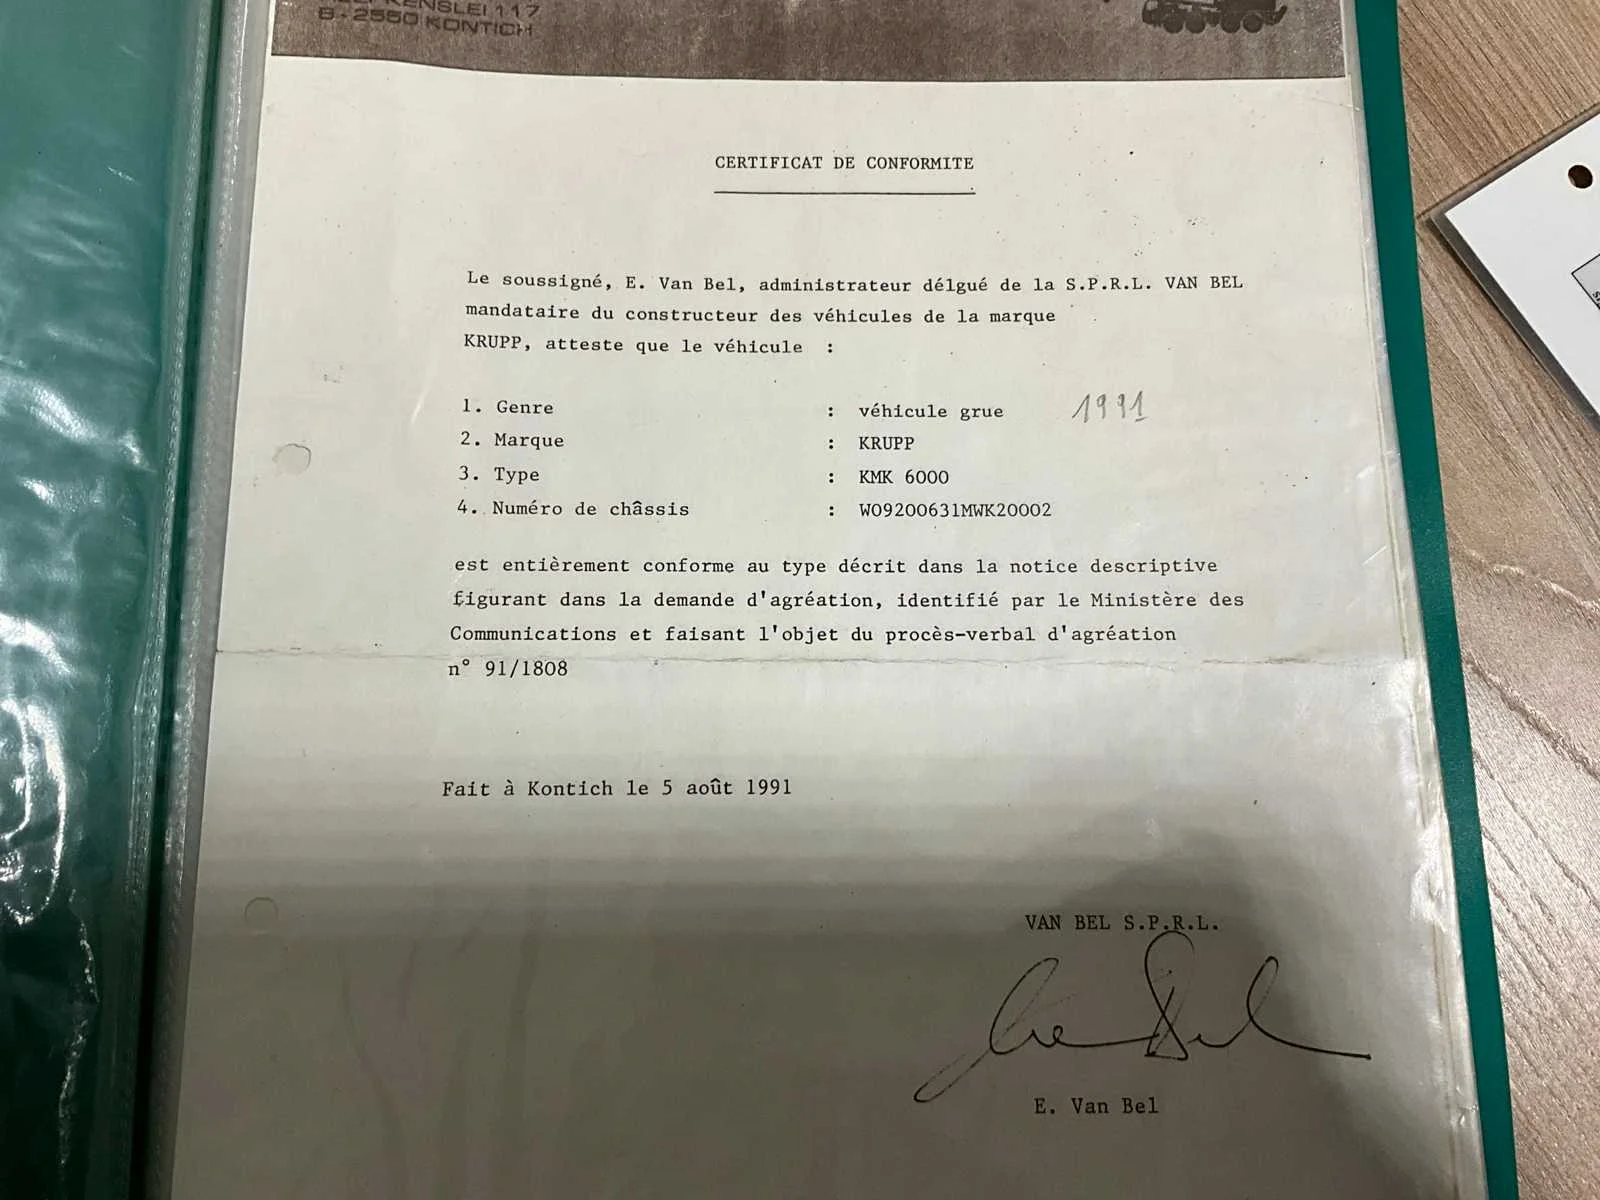 117
B-2550 KONTICH
CERTIFICAT DE CONFORMITE
Le soussigné, E. Van Bel, administrateur délgué de la S.P.R.L. VAN BEL
mandataire du constructeur des véhicules de la marque
KRUPP, atteste que le véhicule :
1. Genre : véhicule grue 1991
2. Marque : KRUPP
3. Type : KMK 6000
4. Numéro de châssis : W09200631MWK20002
est entièrement conforme au type décrit dans la notice descriptive
figurant dans la demande d'agréation, identifié par le Ministère des
Communications et faisant l'objet du procès-verbal d'agréation
n° 91/1808
Fait à Kontich le 5 août 1991
VAN BEL S.P.R.L.
E. Van Bel